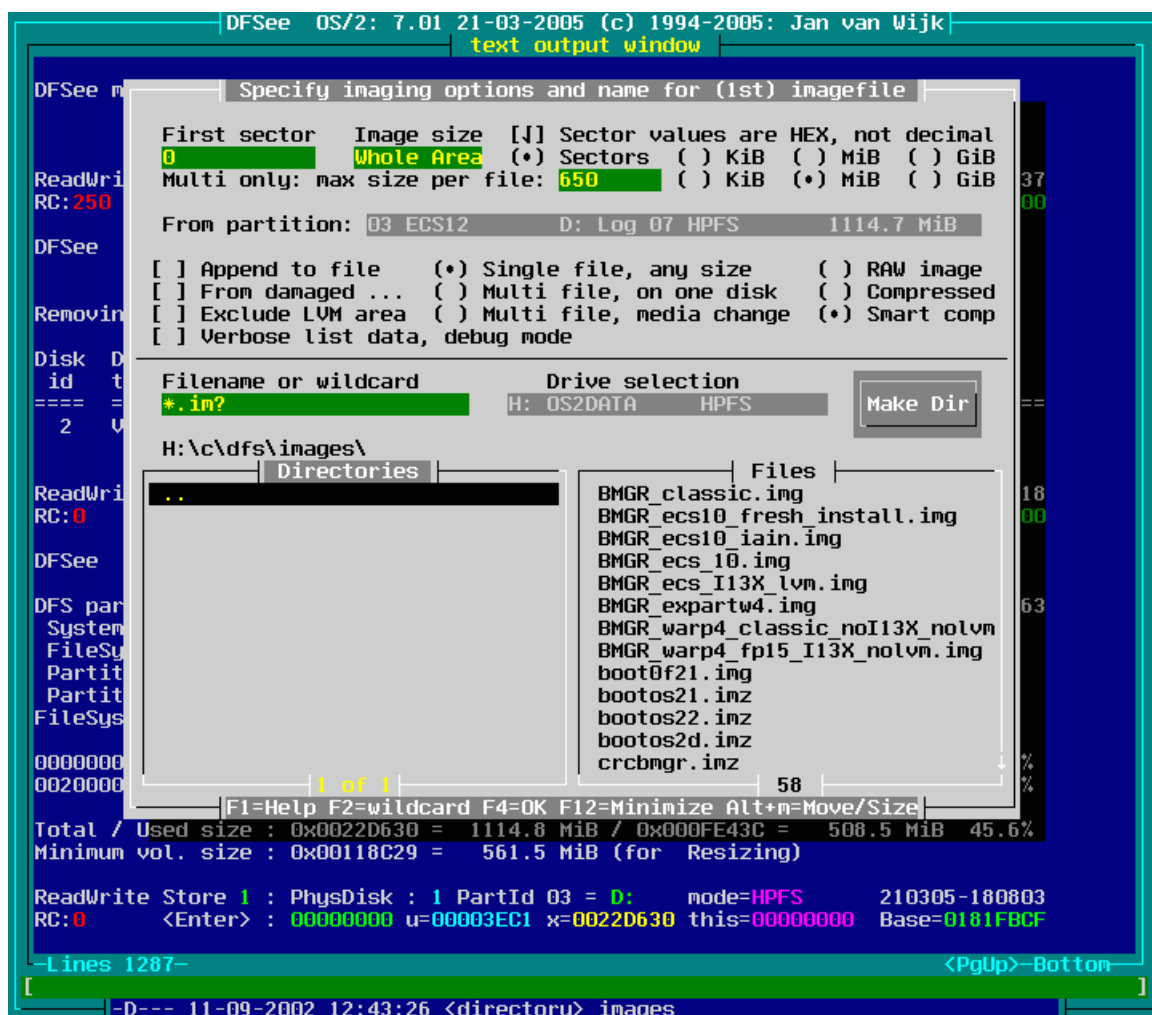 DFSee OS/2: 7.01 21-03-2005 (c) 1994-2005: Jan van Wijk
text output window
DFSee m
Specify imaging options and name for (1st) imagefile
First sector Image size [√] Sector values are HEX, not decimal
0 Whole Area (•) Sectors ( ) KiB ( ) MiB ( ) GiB
ReadWri Multi only: max size per file: 650 ( ) KiB (•) MiB ( ) GiB 37
RC:250 00
From partition: 03 ECS12 D: Log 07 HPFS 1114.7 MiB
DFSee
[ ] Append to file (•) Single file, any size ( ) RAW image
[ ] From damaged ... ( ) Multi file, on one disk ( ) Compressed
Removin [ ] Exclude LVM area ( ) Multi file, media change (•) Smart comp
[ ] Verbose list data, debug mode
Disk D
id t Filename or wildcard Drive selection
==== = *.im? H: OS2DATA HPFS Make Dir ==
2 V
H:\c\dfs\images\
Directories Files
ReadWri .. BMGR_classic.img 18
RC:0 BMGR_ecs10_fresh_install.img 00
BMGR_ecs10_iain.img
DFSee BMGR_ecs_10.img
BMGR_ecs_I13X_lvm.img
DFS par BMGR_expartw4.img 63
System BMGR_warp4_classic_noI13X_nolvm
FileSy BMGR_warp4_fp15_I13X_nolvm.img
Partit boot0f21.img
Partit bootos21.imz
FileSys bootos22.imz
bootos2d.imz
0000000 crcbmgr.imz ↓ %
0020000 1 of 1 58 %
F1=Help F2=wildcard F4=OK F12=Minimize Alt+m=Move/Size
Total / Used size : 0x0022D630 = 1114.8 MiB / 0x000FE43C = 508.5 MiB 45.6%
Minimum vol. size : 0x00118C29 = 561.5 MiB (for Resizing)
ReadWrite Store 1 : PhysDisk : 1 PartId 03 = D: mode=HPFS 210305-180803
RC:0 <Enter> : 00000000 u=00003EC1 x=0022D630 this=00000000 Base=0181FBCF
Lines 1287 <PgUp>-Bottom
[ ]
-D--- 11-09-2002 12:43:26 <directory> images